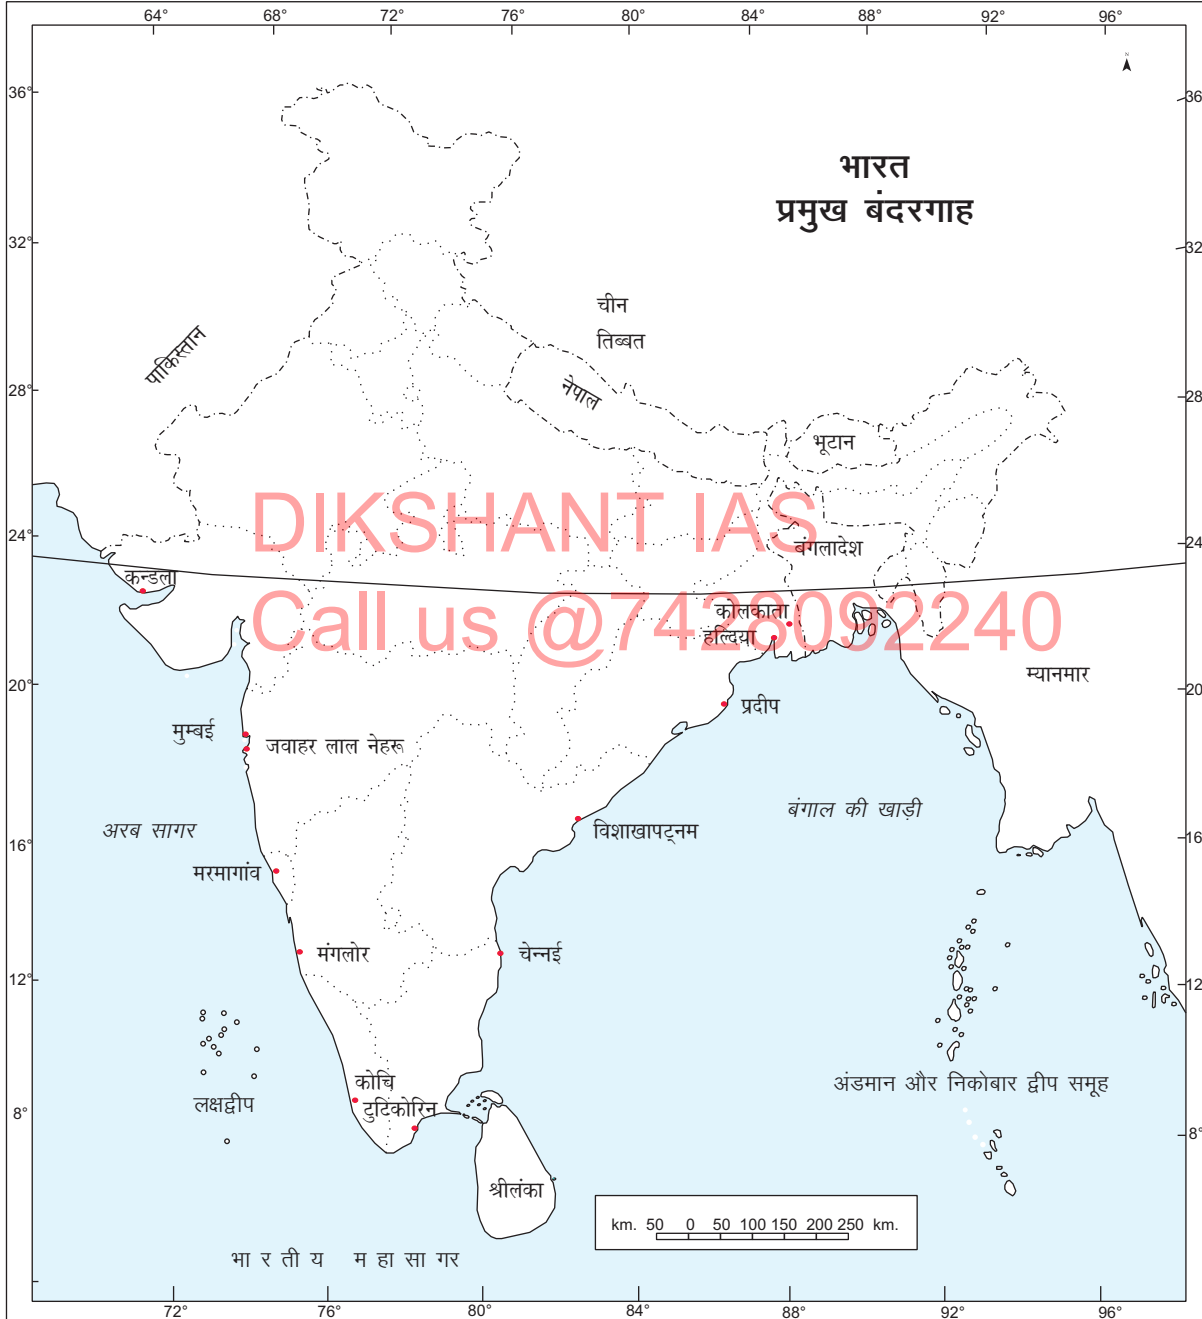 64° 68° 72° 76° 80° 84° 88° 92° 96°
N
36° 36
भारत
प्रमुख बंदरगाह
32° 32
चीन
तिब्बत
पाकिस्तान
नेपाल
28° 28
भूटान
DIKSHANT IAS
24° 24
बंगलादेश
कन्डला
Call us @7428092240
कोलकाता
हल्दिया
20° 20
म्यानमार
प्रदीप
मुम्बई
जवाहर लाल नेहरू
बंगाल की खाड़ी
अरब सागर
विशाखापट्नम
16° 16
मरमागांव
मंगलोर
चेन्नई
12° 12
कोचि
अंडमान और निकोबार द्वीप समूह
लक्षद्वीप
टुटिकोरिन
8° 8°
श्रीलंका
km. 50 0 50 100 150 200 250 km.
भारतीय महासागर
72° 76° 80° 84° 88° 92° 96°